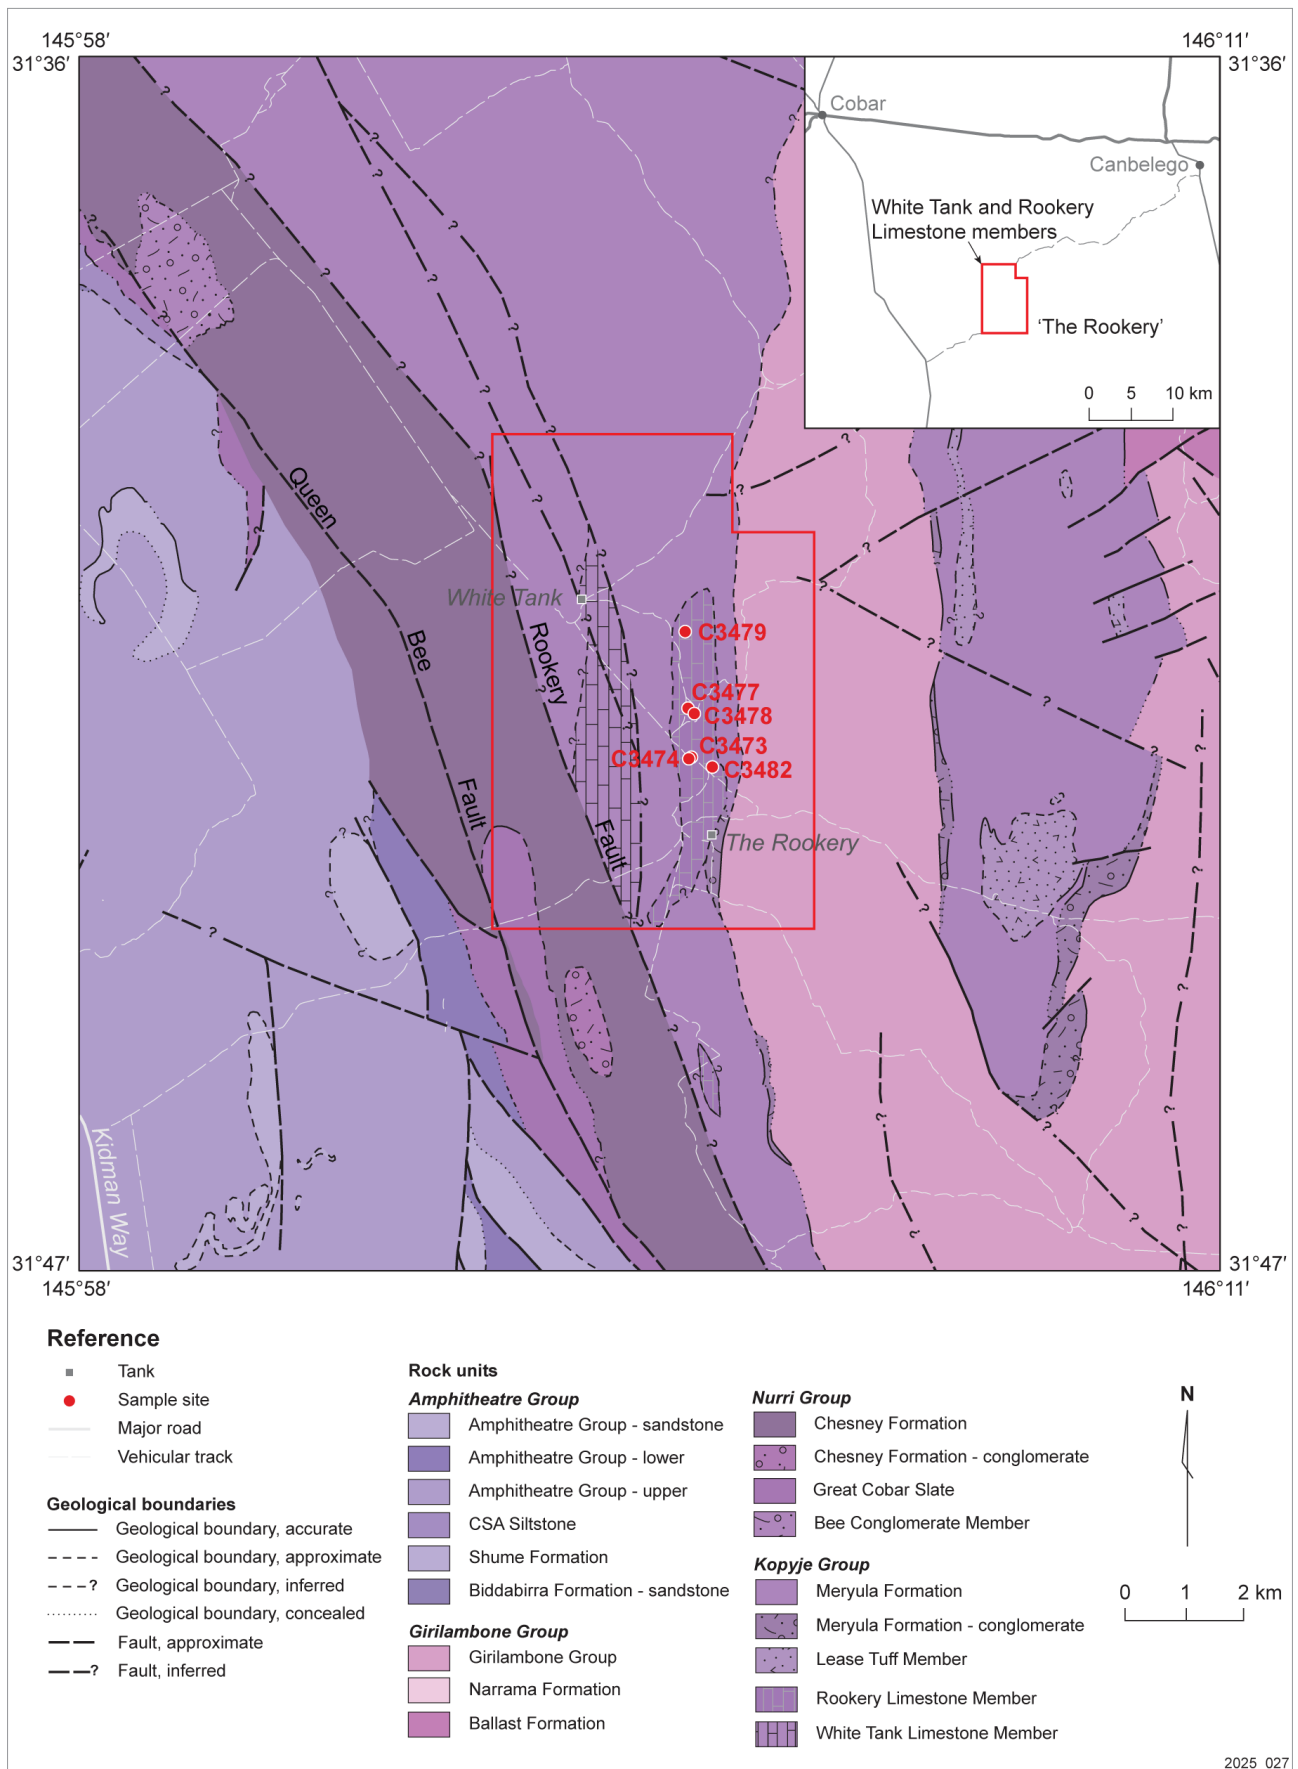 145°58′
146°11′
31°36′
31°36′
Cobar
Canbelego
White Tank and Rookery
Limestone members
'The Rookery'
0 5 10 km
Queen
Bee
Fault
White Tank
Rookery
Fault
C3479
C3477
C3478
C3473
C3474
C3482
The Rookery
Kidman Way
31°47′
31°47′
145°58′
146°11′
Reference
Tank
Sample site
Major road
Vehicular track
Geological boundaries
Geological boundary, accurate
Geological boundary, approximate
? Geological boundary, inferred
Geological boundary, concealed
Fault, approximate
? Fault, inferred
Rock units
Amphitheatre Group
Amphitheatre Group - sandstone
Amphitheatre Group - lower
Amphitheatre Group - upper
CSA Siltstone
Shume Formation
Biddabirra Formation - sandstone
Girilambone Group
Girilambone Group
Narrama Formation
Ballast Formation
Nurri Group
Chesney Formation
Chesney Formation - conglomerate
Great Cobar Slate
Bee Conglomerate Member
Kopyje Group
Meryula Formation
Meryula Formation - conglomerate
Lease Tuff Member
Rookery Limestone Member
White Tank Limestone Member
N
0 1 2 km
2025_027